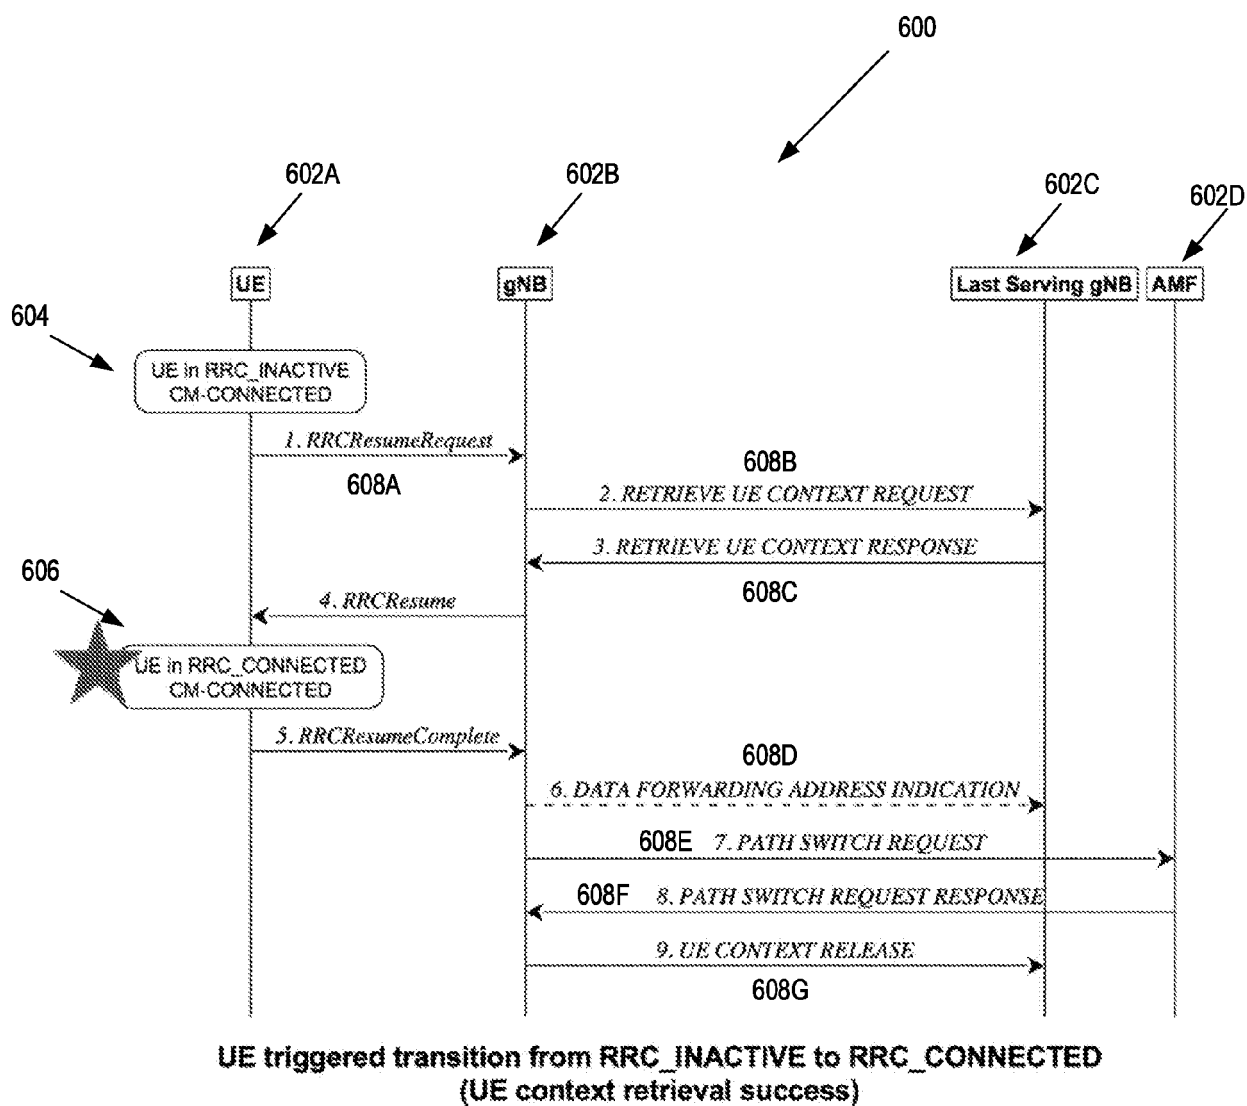 600
602A
602B
602C
602D
UE
gNB
Last Serving gNB
AMF
604
UE in RRC_INACTIVE
CM-CONNECTED
1. RRCResumeRequest
608A
608B
2. RETRIEVE UE CONTEXT REQUEST
3. RETRIEVE UE CONTEXT RESPONSE
608C
606
4. RRCResume
UE in RRC_CONNECTED
CM-CONNECTED
5. RRCResumeComplete
608D
6. DATA FORWARDING ADDRESS INDICATION
608E 7. PATH SWITCH REQUEST
608F 8. PATH SWITCH REQUEST RESPONSE
9. UE CONTEXT RELEASE
608G
UE triggered transition from RRC_INACTIVE to RRC_CONNECTED
(UE context retrieval success)